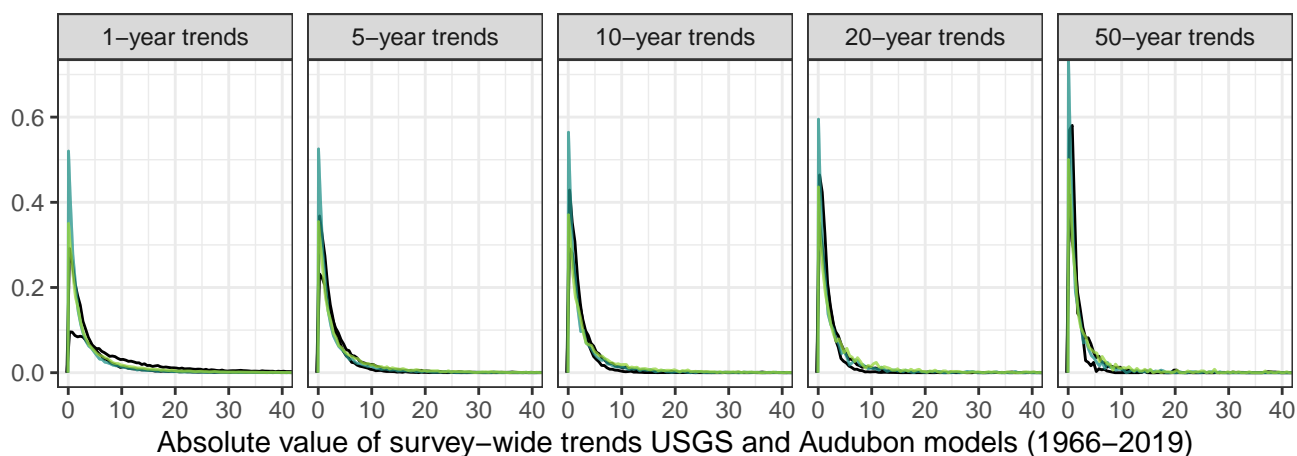 1−year trends 5−year trends 10−year trends 20−year trends 50−year trends
0.6
0.4
0.2
0.0
0 10 20 30 40 0 10 20 30 40 0 10 20 30 40 0 10 20 30 40 0 10 20 30 40
Absolute value of survey−wide trends USGS and Audubon models (1966−2019)